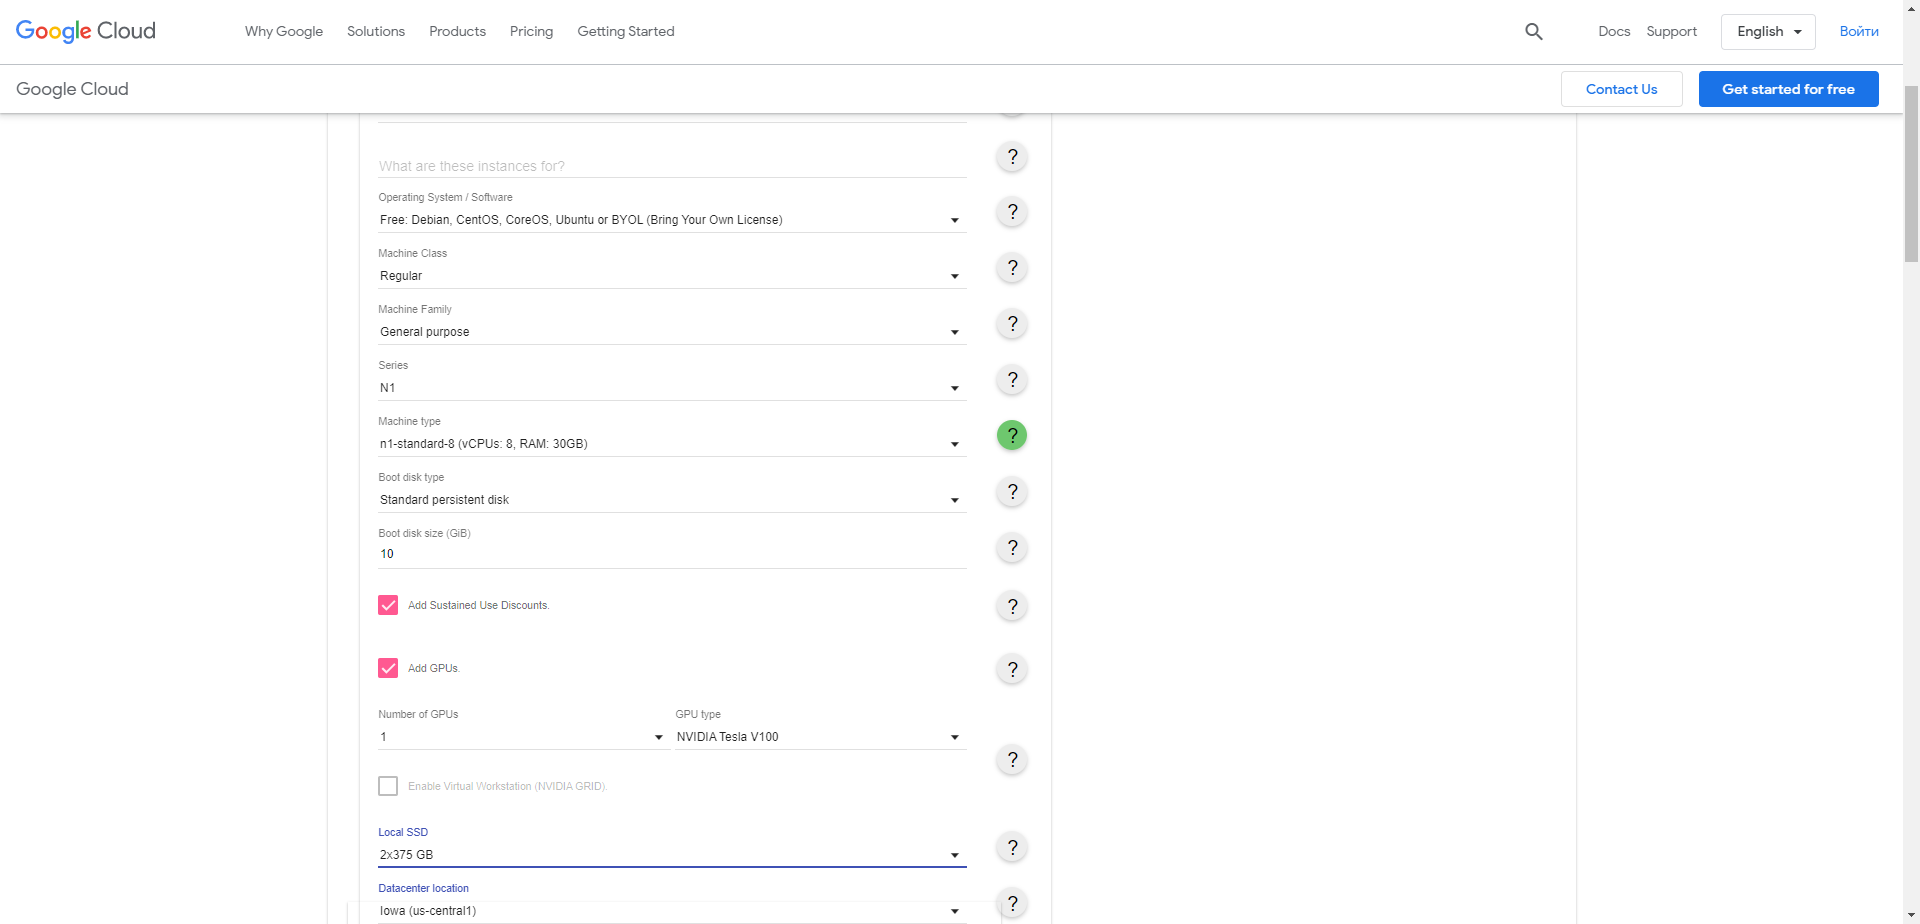 Google Cloud
Why Google
Solutions
Products
Pricing
Getting Started
Docs
Support
English
Войти
Google Cloud
Contact Us
Get started for free
What are these instances for?
?
Operating System / Software
Free: Debian, CentOS, CoreOS, Ubuntu or BYOL (Bring Your Own License)
?
Machine Class
Regular
?
Machine Family
General purpose
?
Series
N1
?
Machine type
n1-standard-8 (vCPUs: 8, RAM: 30GB)
?
Boot disk type
Standard persistent disk
?
Boot disk size (GiB)
10
?
Add Sustained Use Discounts.
?
Add GPUs.
?
Number of GPUs
1
GPU type
NVIDIA Tesla V100
?
Enable Virtual Workstation (NVIDIA GRID).
Local SSD
2x375 GB
?
Datacenter location
Iowa (us-central1)
?